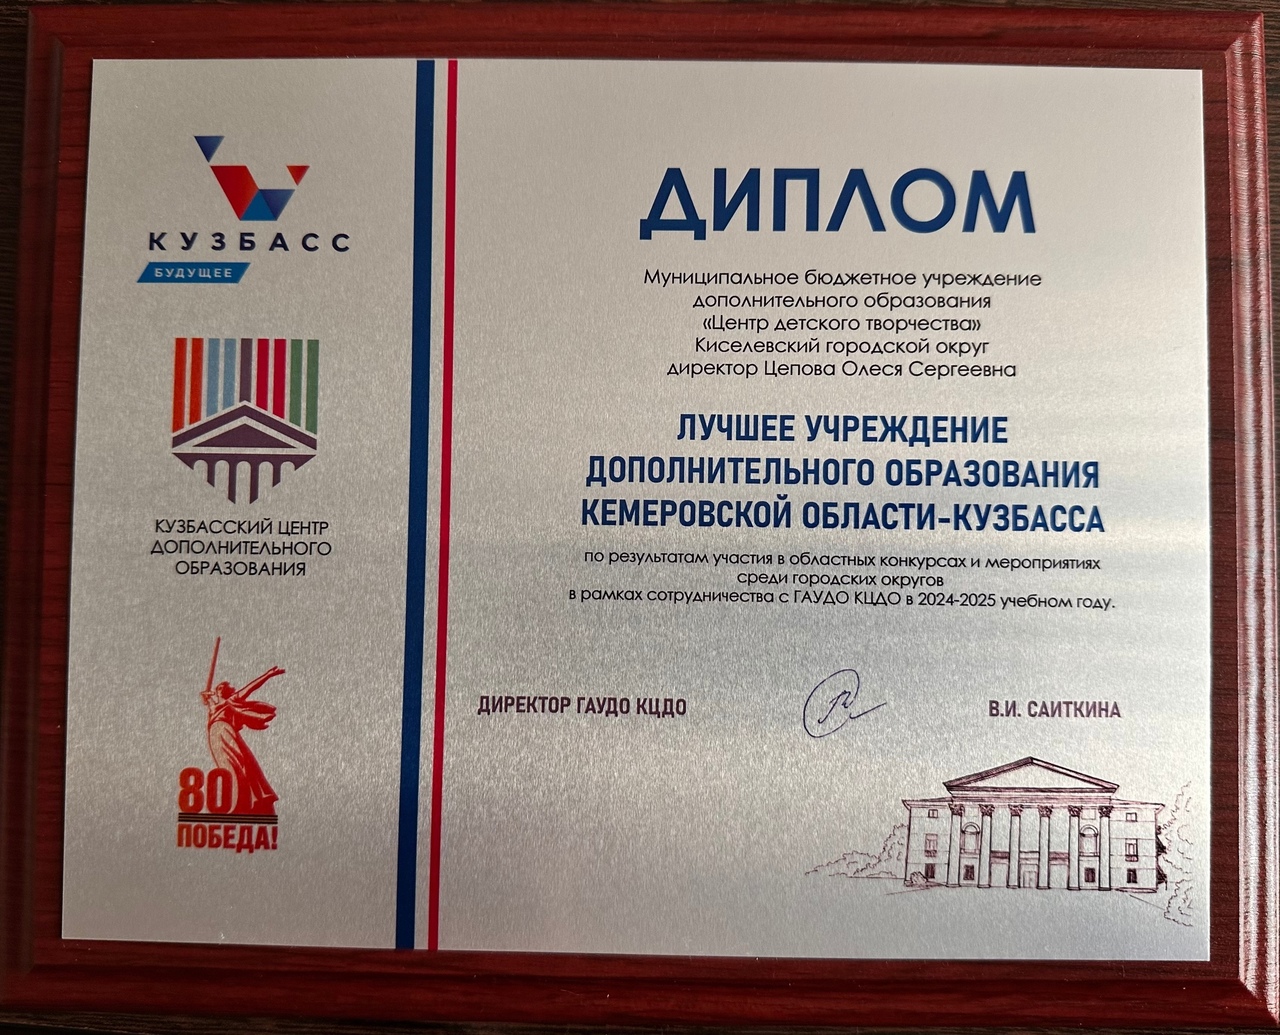 КУЗБАСС
БУДУЩЕЕ
КУЗБАССКИЙ ЦЕНТР
ДОПОЛНИТЕЛЬНОГО
ОБРАЗОВАНИЯ
80
ПОБЕДА!
ДИПЛОМ
Муниципальное бюджетное учреждение
дополнительного образования
«Центр детского творчества»
Киселевский городской округ
директор Цепова Олеся Сергеевна
ЛУЧШЕЕ УЧРЕЖДЕНИЕ
ДОПОЛНИТЕЛЬНОГО ОБРАЗОВАНИЯ
КЕМЕРОВСКОЙ ОБЛАСТИ-КУЗБАССА
по результатам участия в областных конкурсах и мероприятиях
среди городских округов
в рамках сотрудничества с ГАУДО КЦДО в 2024-2025 учебном году.
ДИРЕКТОР ГАУДО КЦДО
В.И. САИТКИНА